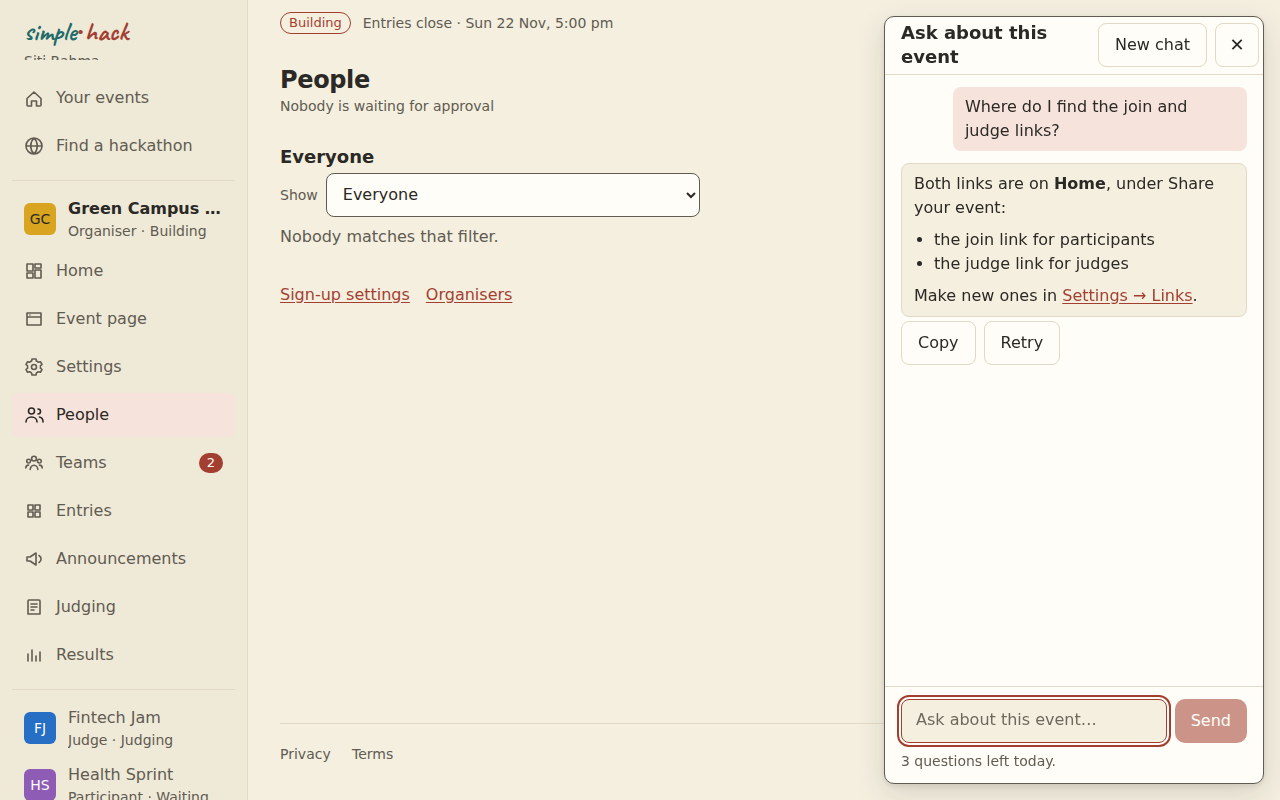 simple·hack
Siti Rahma
Your events
Find a hackathon
GC
Green Campus …
Organiser · Building
Home
Event page
Settings
People
Teams
2
Entries
Announcements
Judging
Results
FJ
Fintech Jam
Judge · Judging
HS
Health Sprint
Participant · Waiting
Building
Entries close · Sun 22 Nov, 5:00 pm
People
Nobody is waiting for approval
Everyone
Show
Everyone
Nobody matches that filter.
Sign-up settings
Organisers
Privacy
Terms
Ask about this
event
New chat
✕
Where do I find the join and
judge links?
Both links are on Home, under Share
your event:
• the join link for participants
• the judge link for judges
Make new ones in Settings → Links.
Copy
Retry
Ask about this event…
Send
3 questions left today.